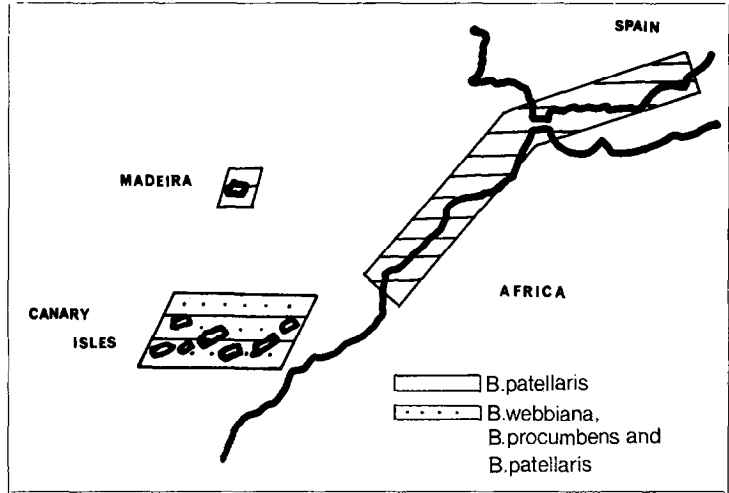 SPAIN
MADEIRA
CANARY
ISLES
AFRICA
B.patellaris
B.webbiana,
B.procumbens and
B.patellaris